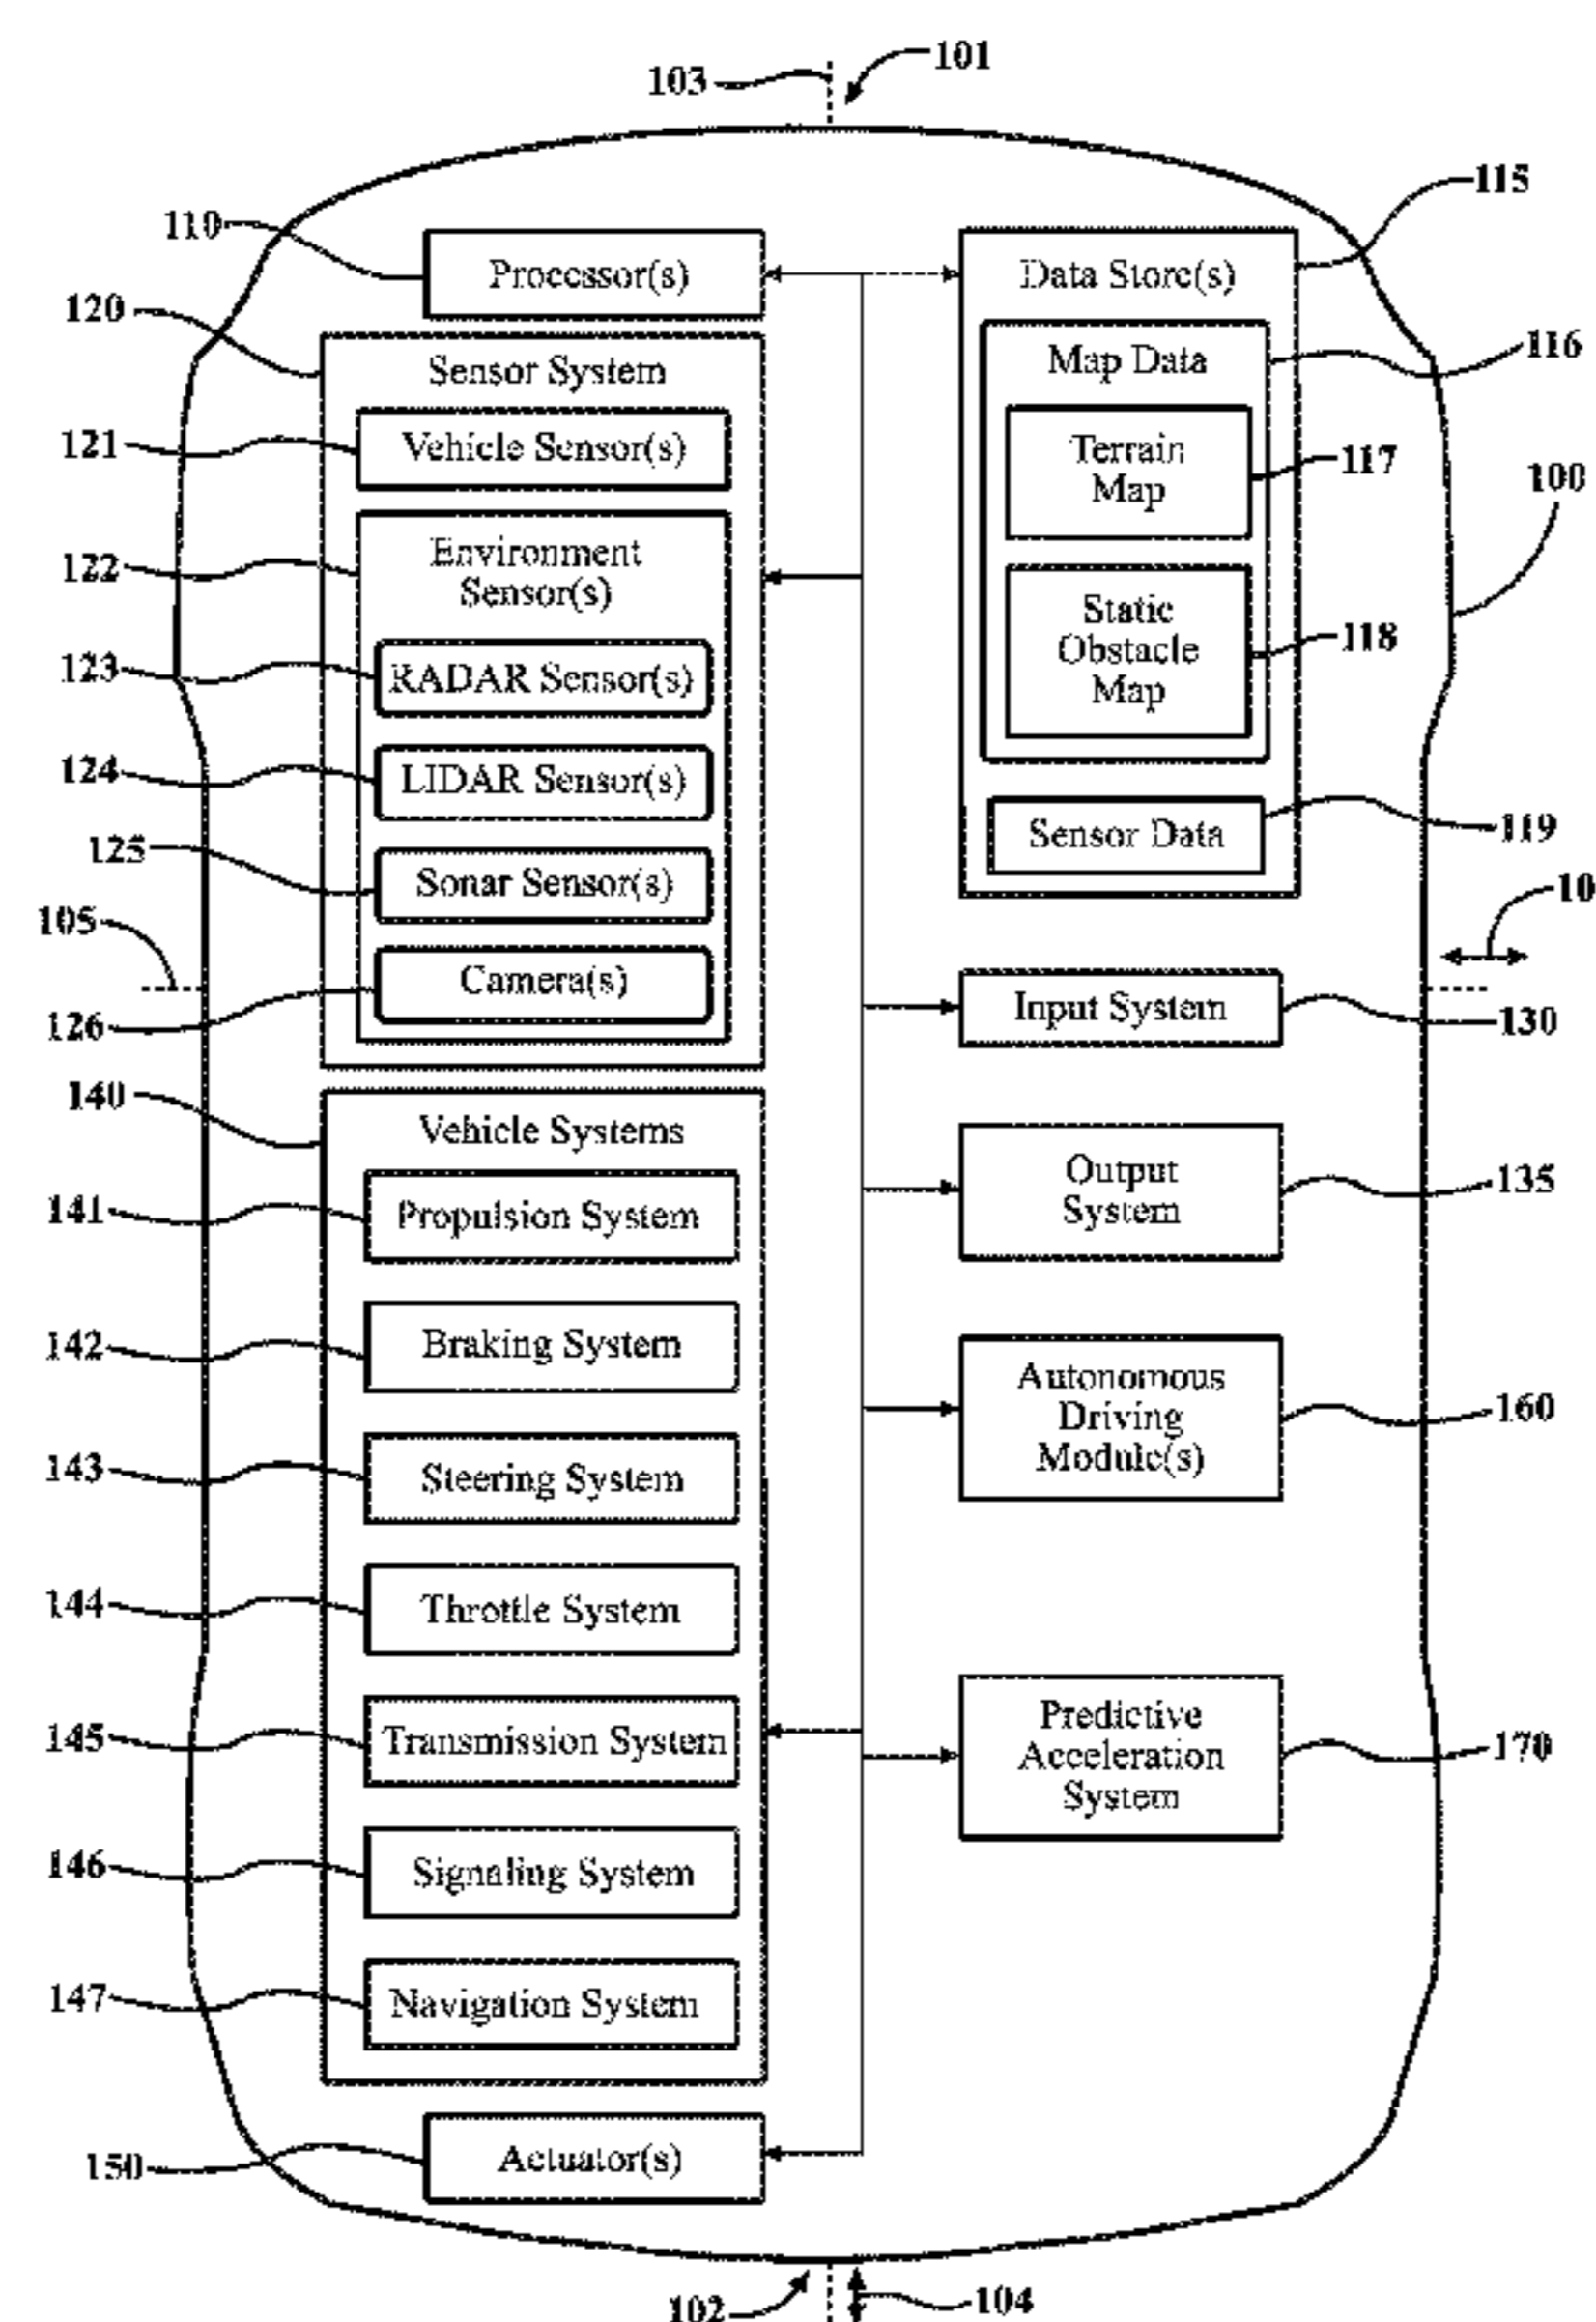 103
101
115
110
Processor(s)
Data Store(s)
120
Sensor System
Map Data
116
121
Vehicle Sensor(s)
Terrain
Map
117
100
122
Environment
Sensor(s)
Static
Obstacle
Map
118
123
RADAR Sensor(s)
124
LIDAR Sensor(s)
125
Sonar Sensor(s)
Sensor Data
119
105
10
126
Camera(s)
Input System
130
140
Vehicle Systems
141
Propulsion System
Output
System
135
142
Braking System
Autonomous
Driving
Module(s)
160
143
Steering System
144
Throttle System
145
Transmission System
Predictive
Acceleration
System
170
146
Signaling System
147
Navigation System
150
Actuator(s)
102
104